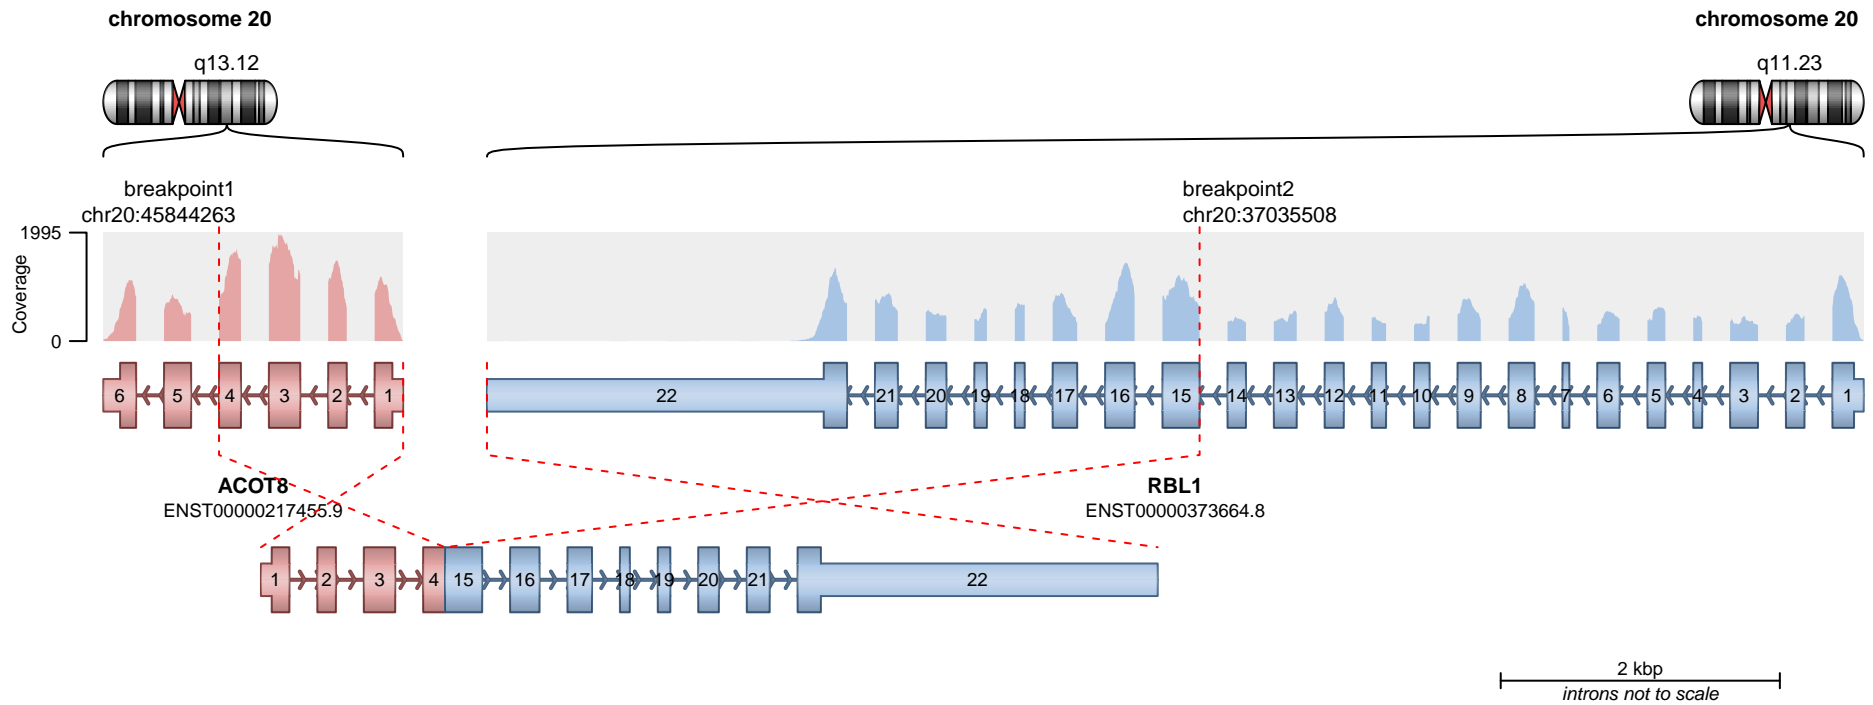 chromosome 20
chromosome 20
q13.12
q11.23
breakpoint1
chr20:45844263
breakpoint2
chr20:37035508
1995
Coverage
0
6 5 4 3 2 1
22 21 20 19 18 17 16 15 14 13 12 11 10 9 8 7 6 5 4 3 2 1
ACOT8
ENST00000217455.9
RBL1
ENST00000373664.8
1 2 3 4 15 16 17 18 19 20 21 22
2 kbp
introns not to scale